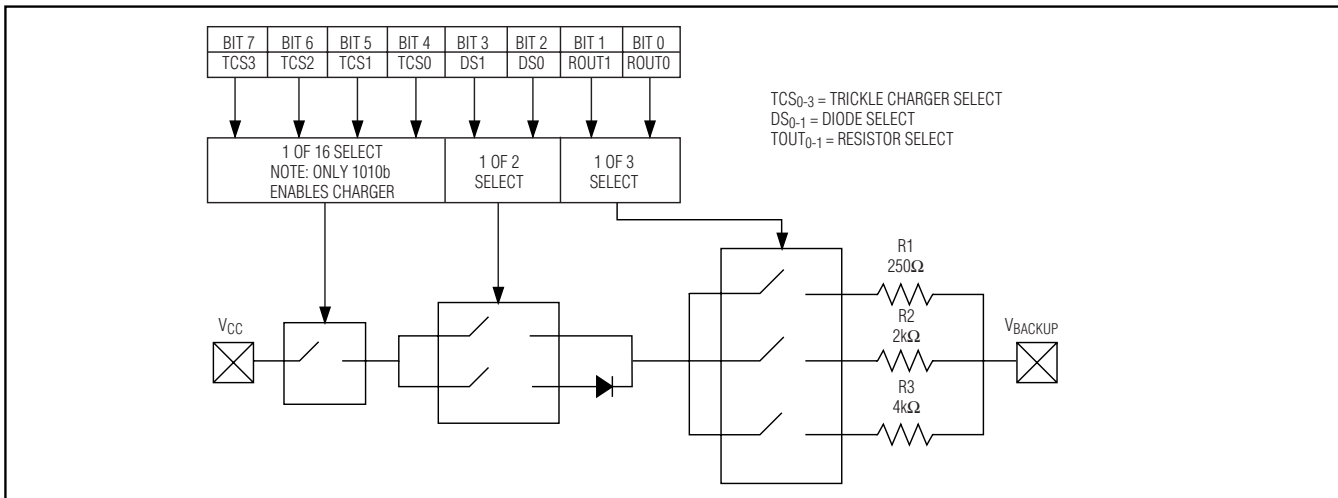 BIT 7 BIT 6 BIT 5 BIT 4 BIT 3 BIT 2 BIT 1 BIT 0
TCS3 TCS2 TCS1 TCS0 DS1 DS0 ROUT1 ROUT0
TCS0-3 = TRICKLE CHARGER SELECT
DS0-1 = DIODE SELECT
TOUT0-1 = RESISTOR SELECT
1 OF 16 SELECT
NOTE: ONLY 1010b
ENABLES CHARGER
1 OF 2
SELECT
1 OF 3
SELECT
R1
250Ω
VCC
R2
2kΩ
VBACKUP
R3
4kΩ